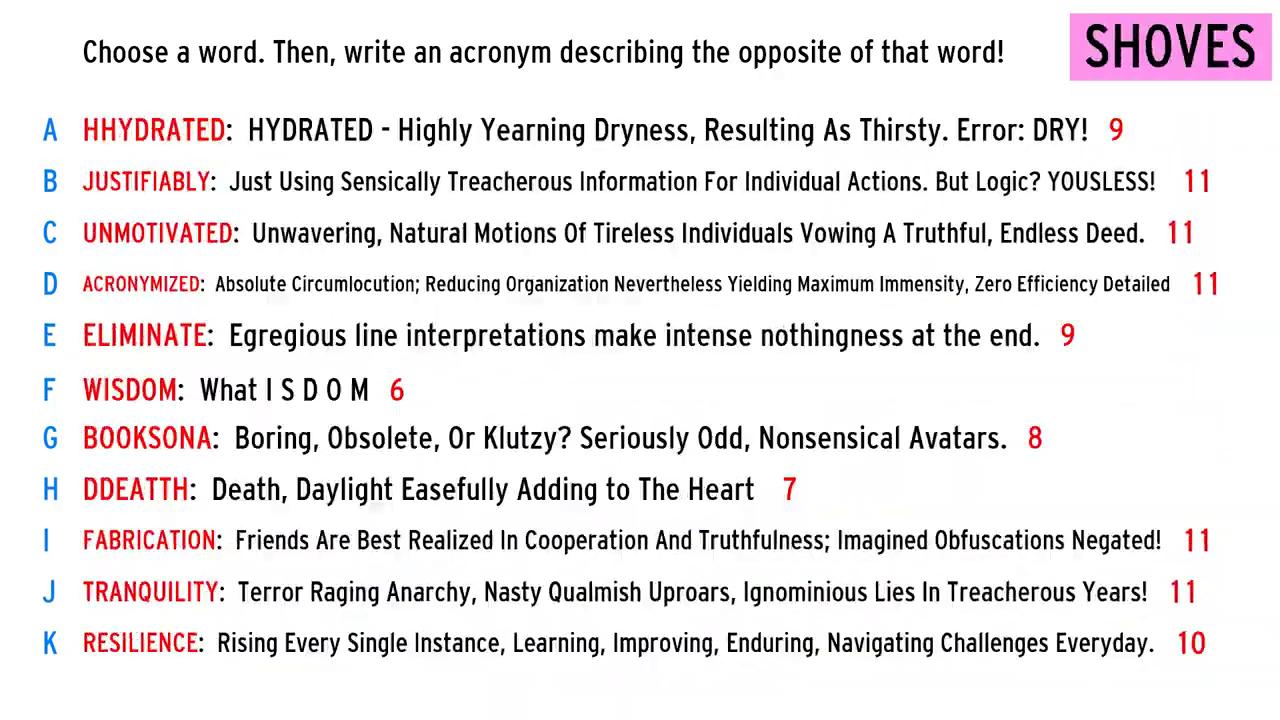 Choose a word. Then, write an acronym describing the opposite of that word!
SHOVES
A HHYDRATED: HYDRATED - Highly Yearning Dryness, Resulting As Thirsty. Error: DRY! 9
B JUSTIFIABLY: Just Using Sensically Treacherous Information For Individual Actions. But Logic? YOUSLESS! 11
C UNMOTIVATED: Unwavering, Natural Motions Of Tireless Individuals Vowing A Truthful, Endless Deed. 11
D ACRONYMIZED: Absolute Circumlocution; Reducing Organization Nevertheless Yielding Maximum Immensity, Zero Efficiency Detailed 11
E ELIMINATE: Egregious line interpretations make intense nothingness at the end. 9
F WISDOM: What I S D O M 6
G BOOKSONA: Boring, Obsolete, Or Klutzy? Seriously Odd, Nonsensical Avatars. 8
H DDEATTH: Death, Daylight Easefully Adding to The Heart 7
I FABRICATION: Friends Are Best Realized In Cooperation And Truthfulness; Imagined Obfuscations Negated! 11
J TRANQUILITY: Terror Raging Anarchy, Nasty Qualmish Uproars, Ignominious Lies In Treacherous Years! 11
K RESILIENCE: Rising Every Single Instance, Learning, Improving, Enduring, Navigating Challenges Everyday. 10